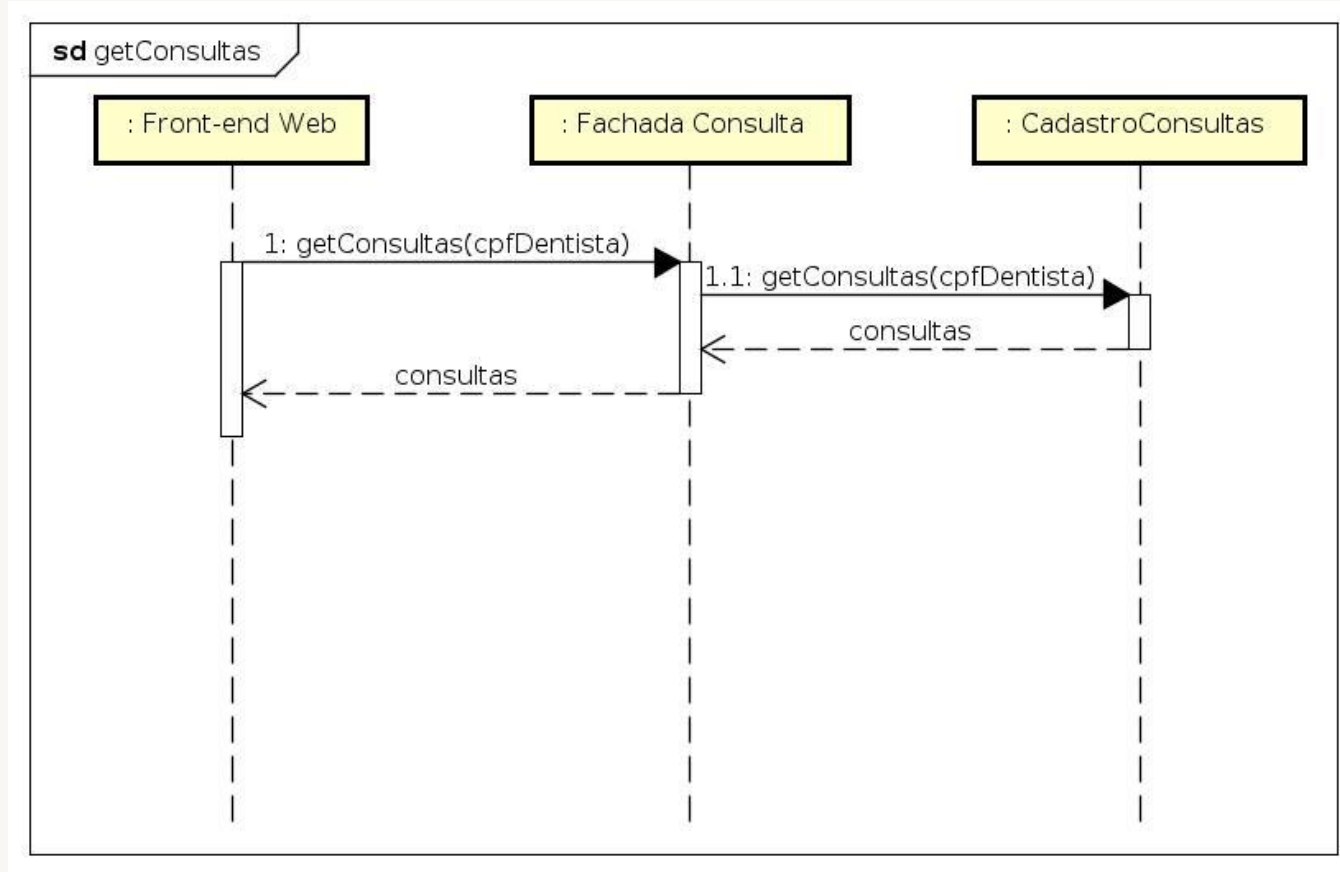 sd getConsultas
: Front-end Web
: Fachada Consulta
: CadastroConsultas
1: getConsultas(cpfDentista)
1.1: getConsultas(cpfDentista)
consultas
consultas